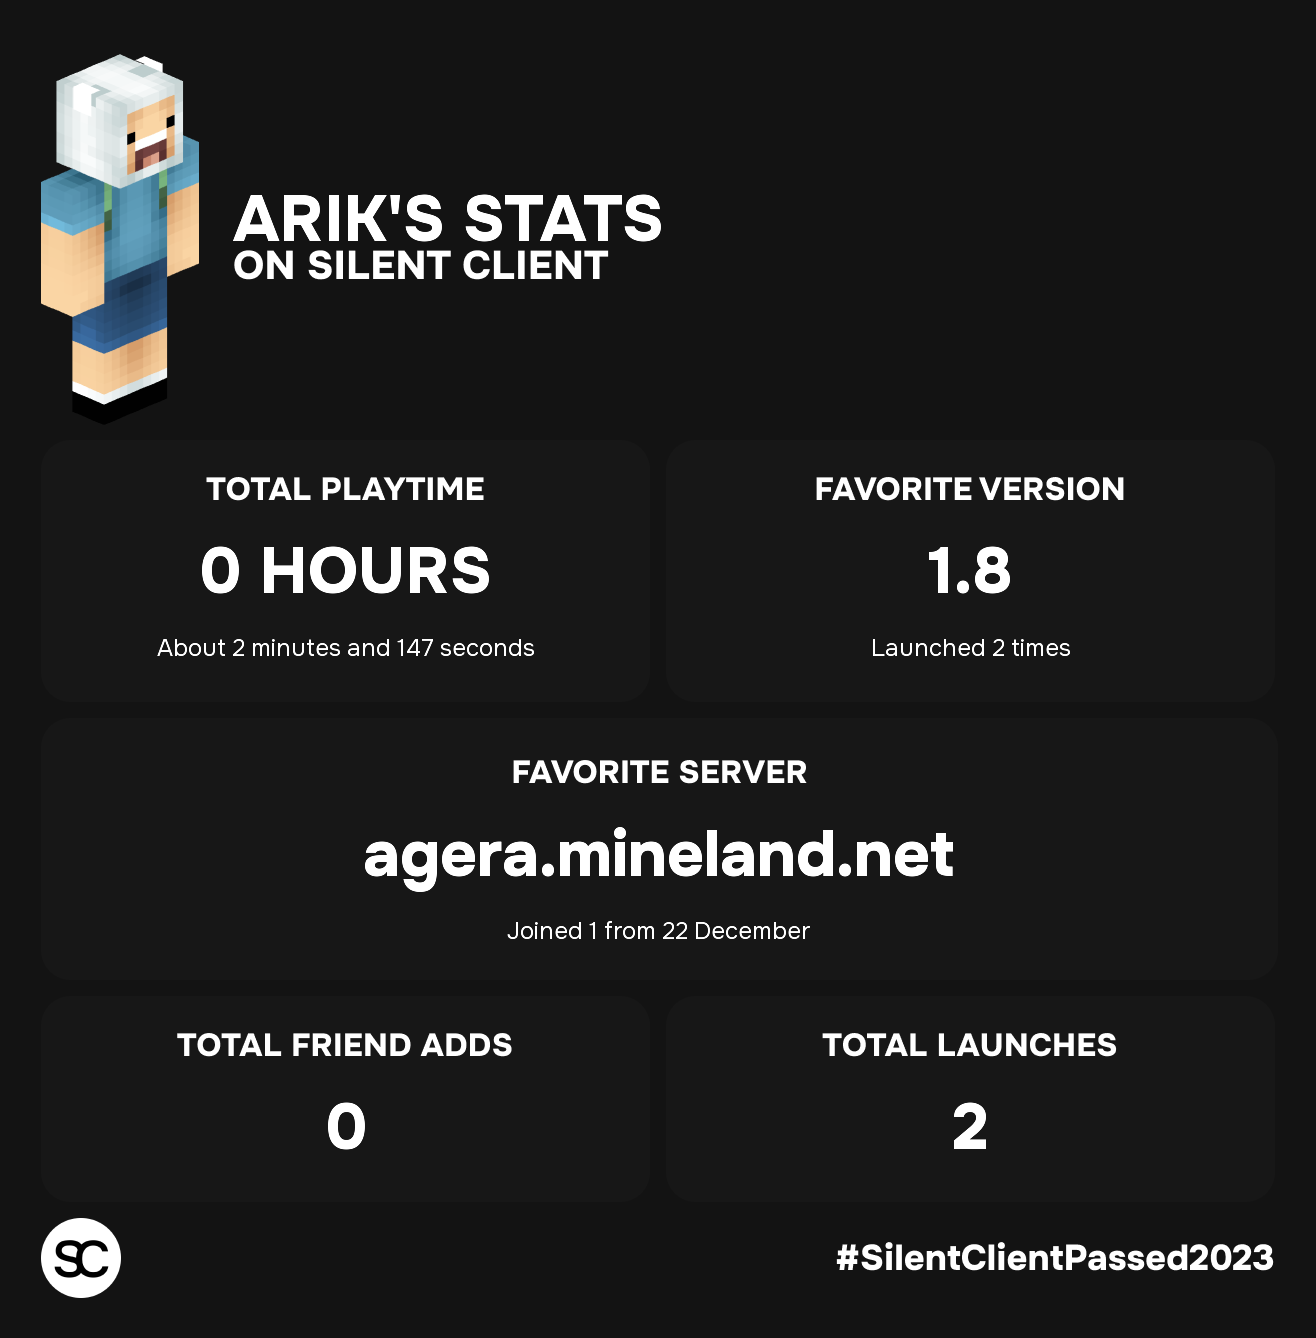 ARIK'S STATS
ON SILENT CLIENT
TOTAL PLAYTIME
0 HOURS
About 2 minutes and 147 seconds
FAVORITE VERSION
1.8
Launched 2 times
FAVORITE SERVER
agera.mineland.net
Joined 1 from 22 December
TOTAL FRIEND ADDS
0
TOTAL LAUNCHES
2
SC
#SilentClientPassed2023